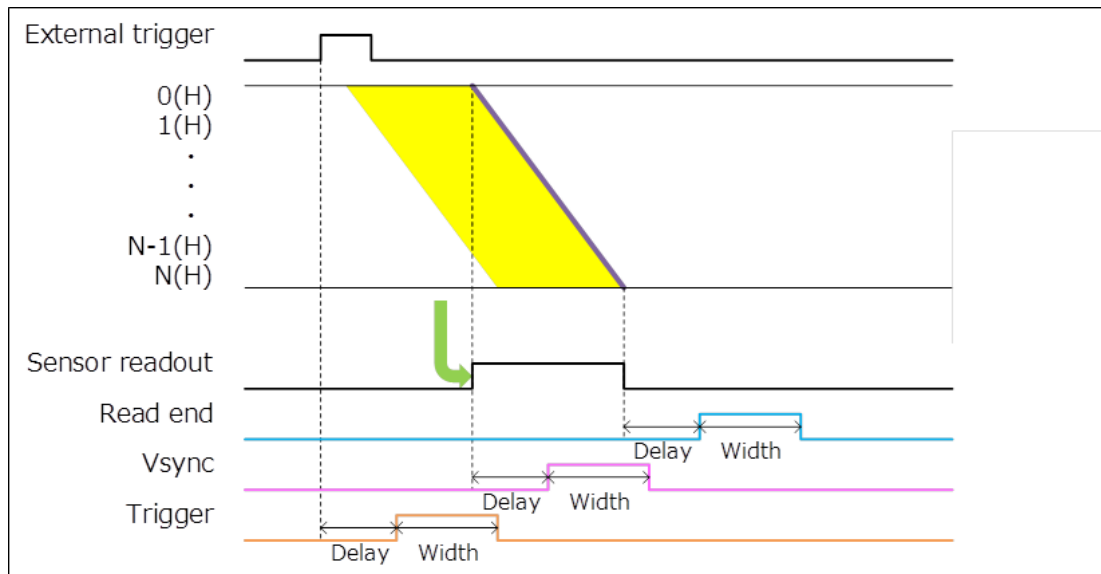 External trigger
0(H)
1(H)
·
·
·
N-1(H)
N(H)
Sensor readout
Read end
Delay Width
Vsync
Delay Width
Trigger
Delay Width